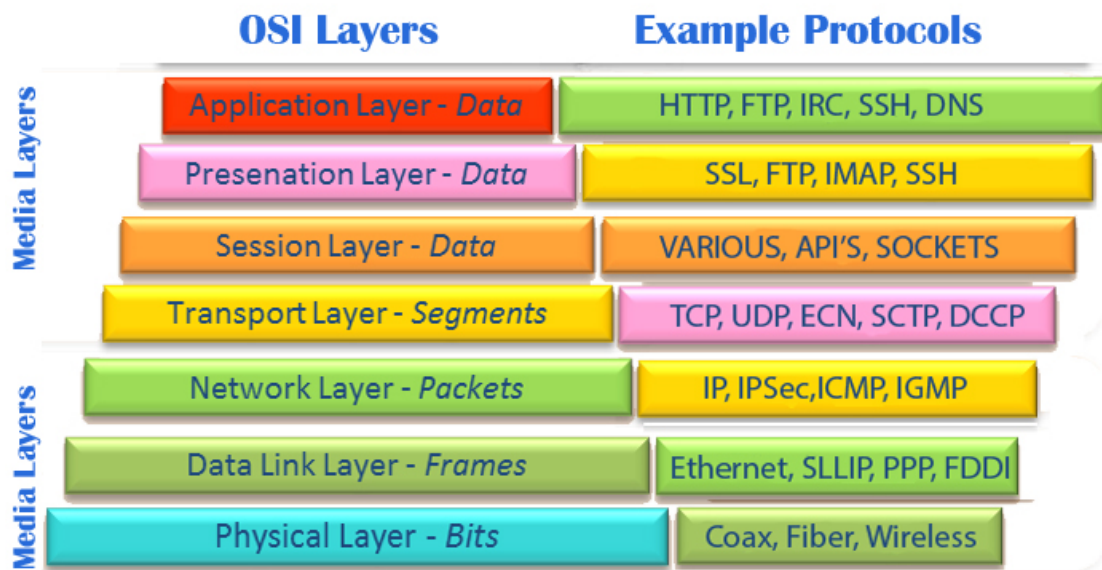 OSI Layers Example Protocols
Media Layers
Application Layer - Data HTTP, FTP, IRC, SSH, DNS
Presenation Layer - Data SSL, FTP, IMAP, SSH
Session Layer - Data VARIOUS, API'S, SOCKETS
Transport Layer - Segments TCP, UDP, ECN, SCTP, DCCP
Media Layers
Network Layer - Packets IP, IPSec,ICMP, IGMP
Data Link Layer - Frames Ethernet, SLLIP, PPP, FDDI
Physical Layer - Bits Coax, Fiber, Wireless